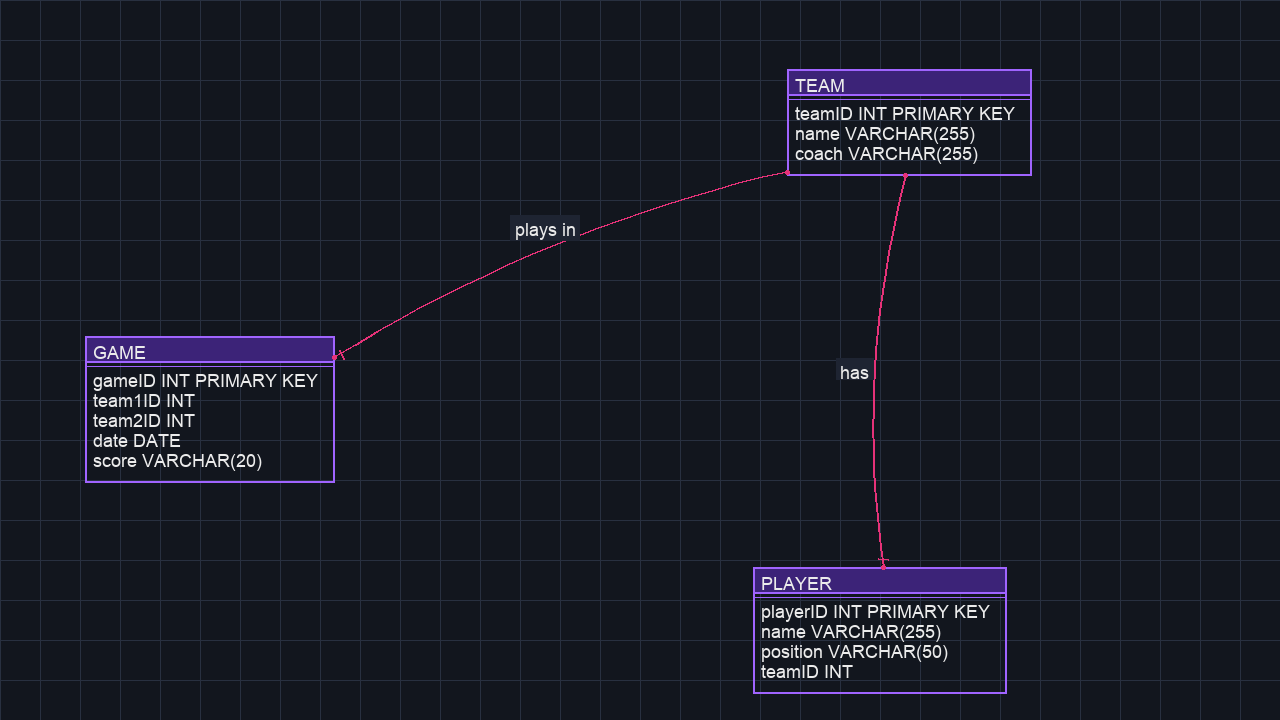 TEAM
teamID INT PRIMARY KEY
name VARCHAR(255)
coach VARCHAR(255)
plays in
GAME
gameID INT PRIMARY KEY
team1ID INT
team2ID INT
date DATE
score VARCHAR(20)
has
PLAYER
playerID INT PRIMARY KEY
name VARCHAR(255)
position VARCHAR(50)
teamID INT